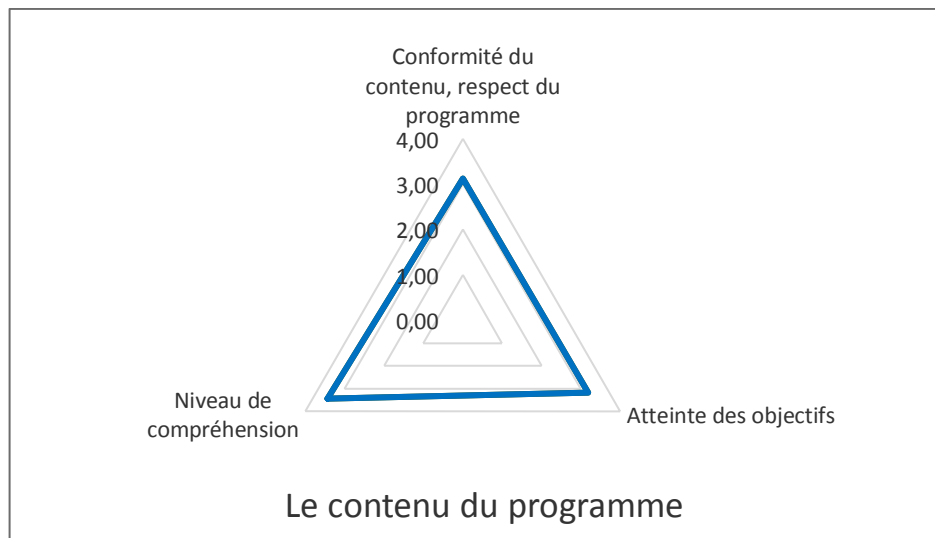 Conformité du
contenu, respect du
programme
4,00
3,00
2,00
1,00
0,00
Niveau de
compréhension
Atteinte des objectifs
Le contenu du programme